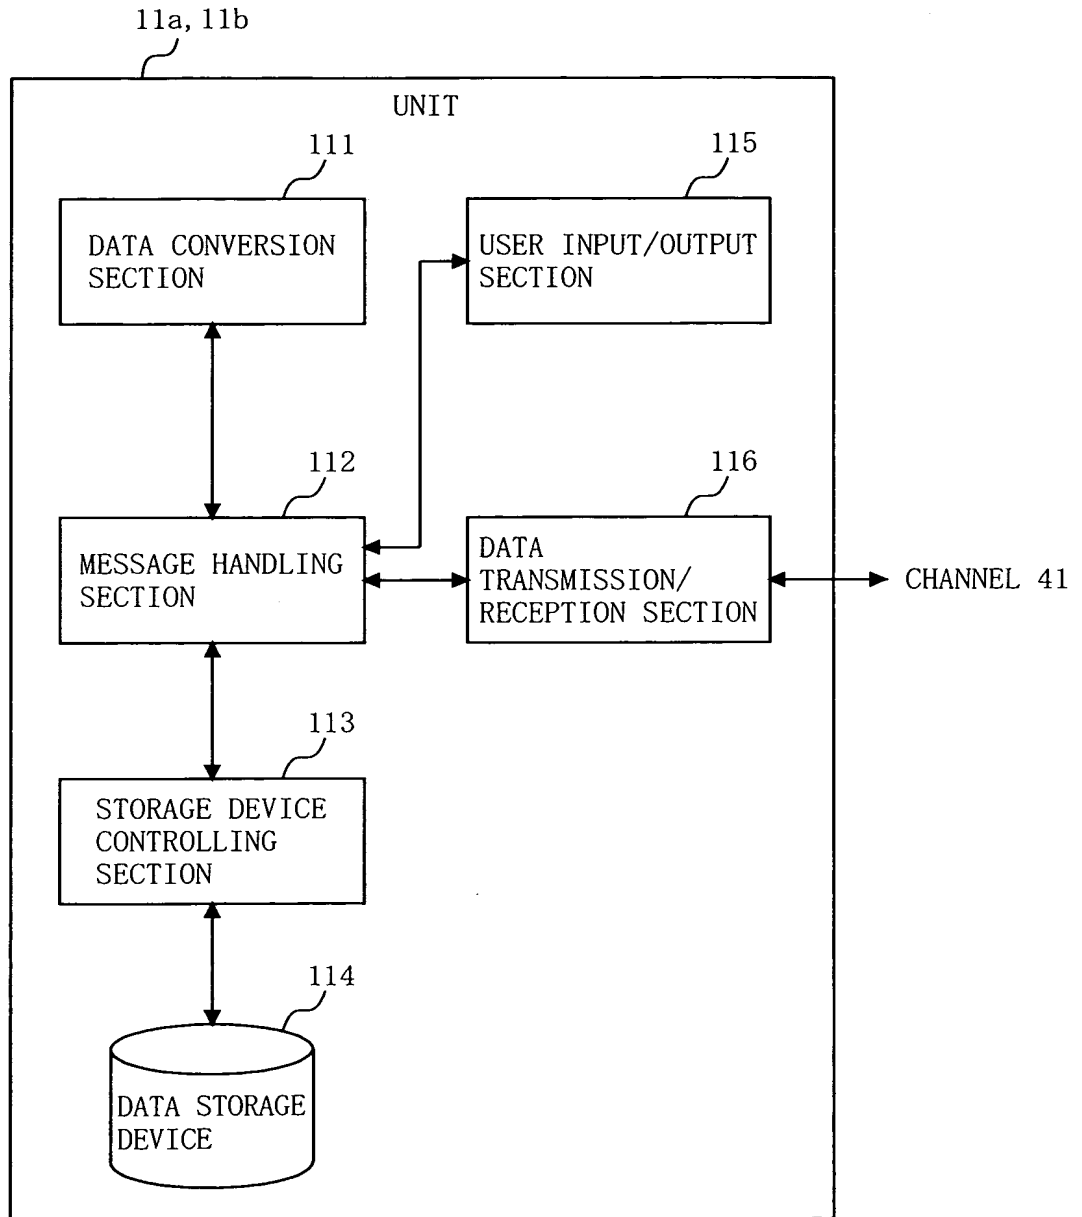 11a, 11b
UNIT
111
DATA CONVERSION
SECTION
115
USER INPUT/OUTPUT
SECTION
112
MESSAGE HANDLING
SECTION
116
DATA
TRANSMISSION/
RECEPTION SECTION
CHANNEL 41
113
STORAGE DEVICE
CONTROLLING
SECTION
114
DATA STORAGE
DEVICE